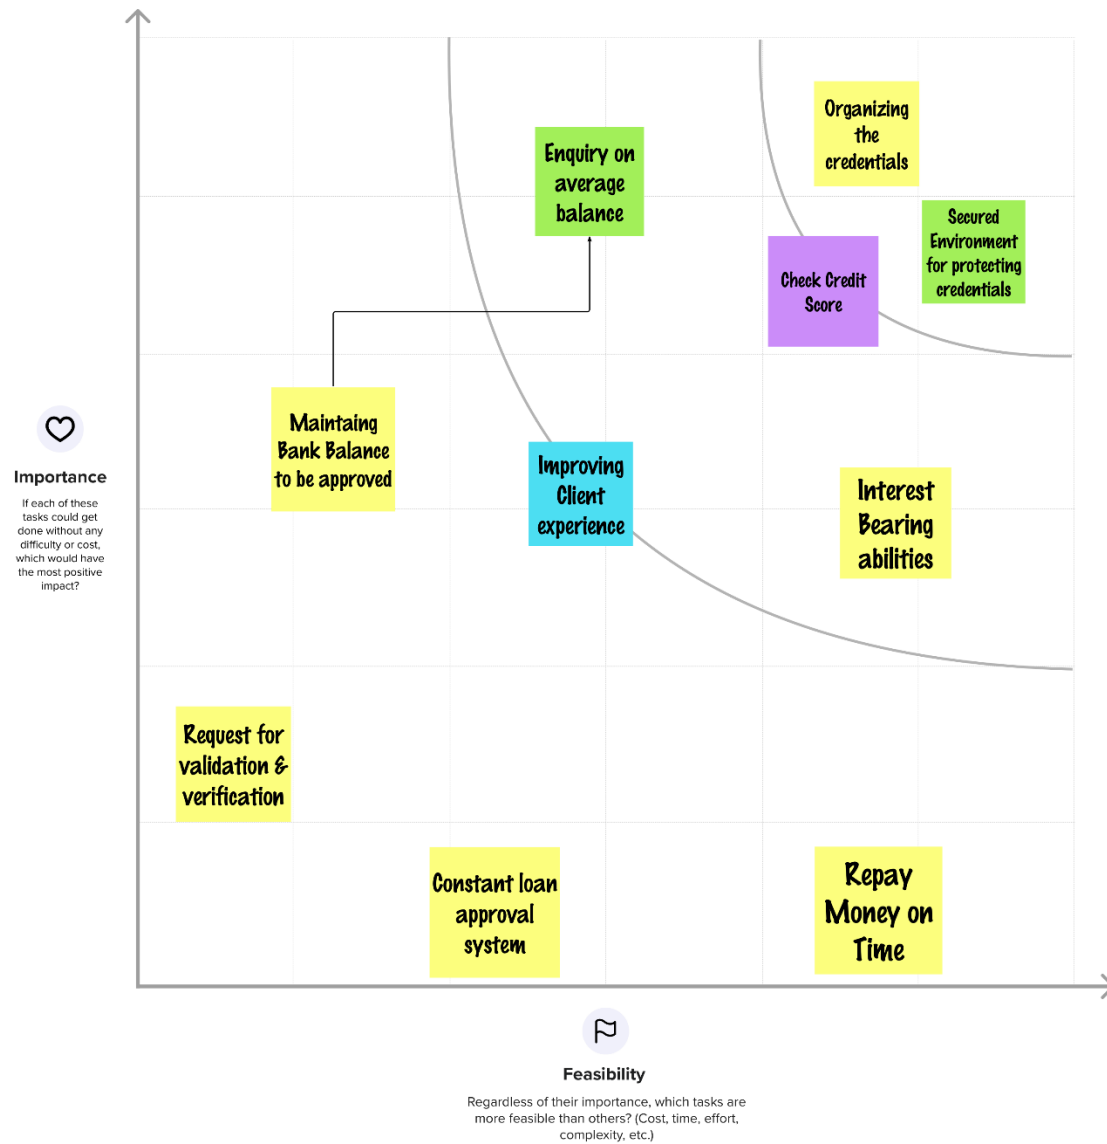 Organizing
the
credentials
Enquiry on
average
balance
Secured
Environment
for protecting
credentials
Check Credit
Score
Maintaing
Bank Balance
to be approved
Improving
Client
experience
Interest
Bearing
abilities
Importance
If each of these
tasks could get
done without any
difficulty or cost,
which would have
the most positive
impact?
Request for
validation &
verification
Constant loan
approval
system
Repay
Money on
Time
Feasibility
Regardless of their importance, which tasks are
more feasible than others? (Cost, time, effort,
complexity, etc.)